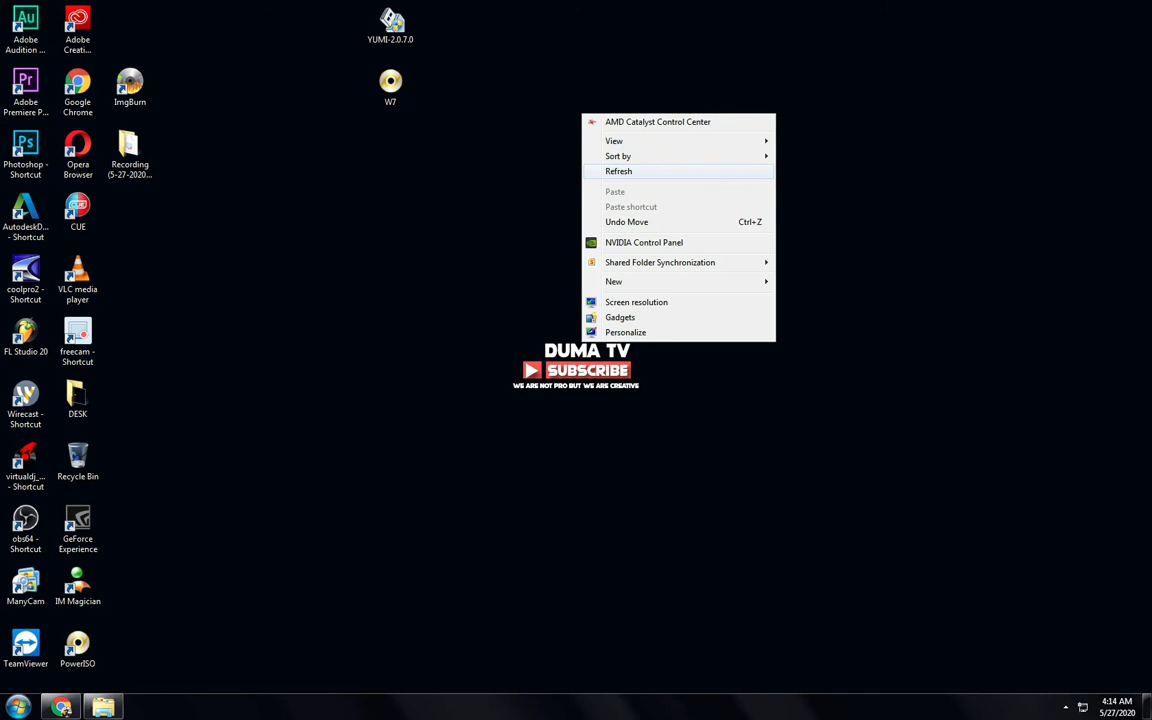 Adobe
Audition ...
Adobe
Creati...
YUMI-2.0.7.0
Adobe
Premiere P...
Google
Chrome
ImgBurn
W7
Photoshop -
Shortcut
Opera
Browser
Recording
(5-27-2020...
AutodeskD...
- Shortcut
CUE
coolpro2 -
Shortcut
VLC media
player
FL Studio 20
freecam -
Shortcut
Wirecast -
Shortcut
DESK
virtualdj_...
- Shortcut
Recycle Bin
obs64 -
Shortcut
GeForce
Experience
ManyCam
IM Magician
TeamViewer
PowerISO
AMD Catalyst Control Center
View
Sort by
Refresh
Paste
Paste shortcut
Undo Move Ctrl+Z
NVIDIA Control Panel
Shared Folder Synchronization
New
Screen resolution
Gadgets
Personalize
DUMA TV
SUBSCRIBE
WE ARE NOT PRO BUT WE ARE CREATIVE
4:14 AM
5/27/2020